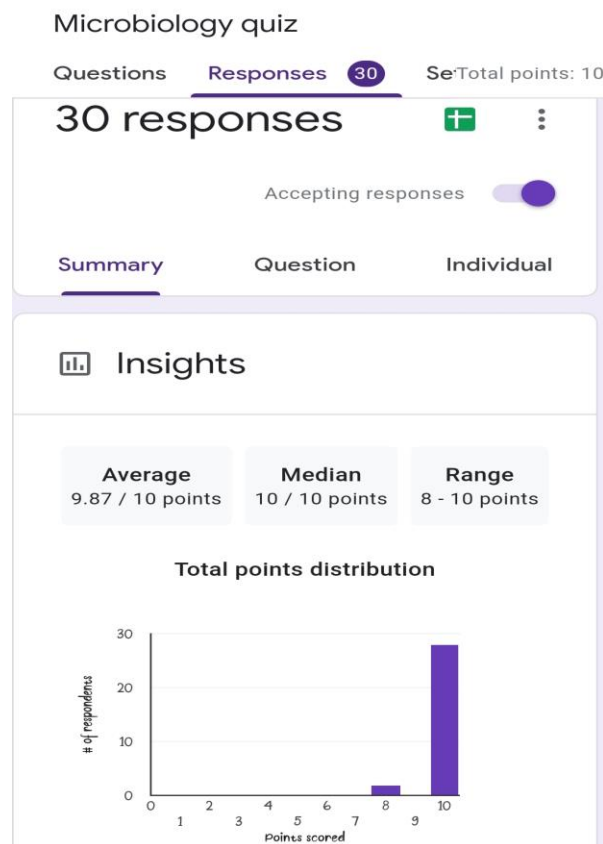 Microbiology quiz
Questions Responses 30 Se Total points: 10
30 responses
Accepting responses
Summary Question Individual
Insights
Average Median Range
9.87 / 10 points 10 / 10 points 8 - 10 points
Total points distribution
30
20
10
0
# of respondents
0 2 4 6 8 10
1 3 5 7 9
Points scored